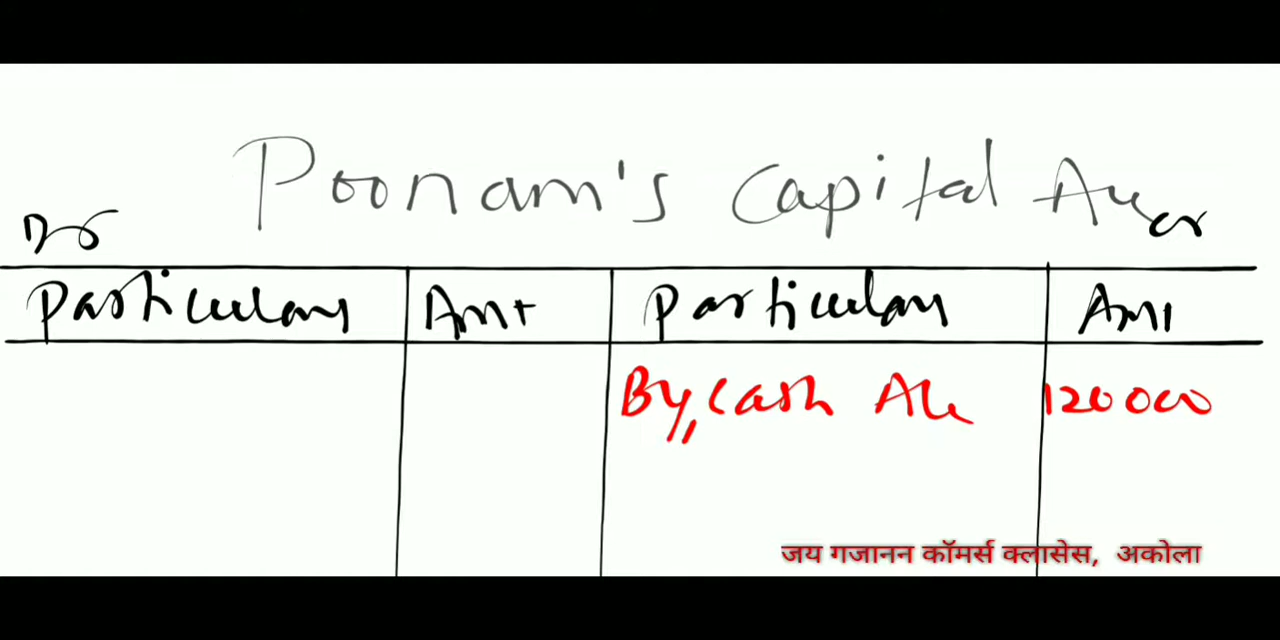 Poonam's Capital A/c
Dr Cr
Particulars Amt Particulars Amt
By, Cash A/c 120000
जय गजानन कॉमर्स क्लासेस, अकोला